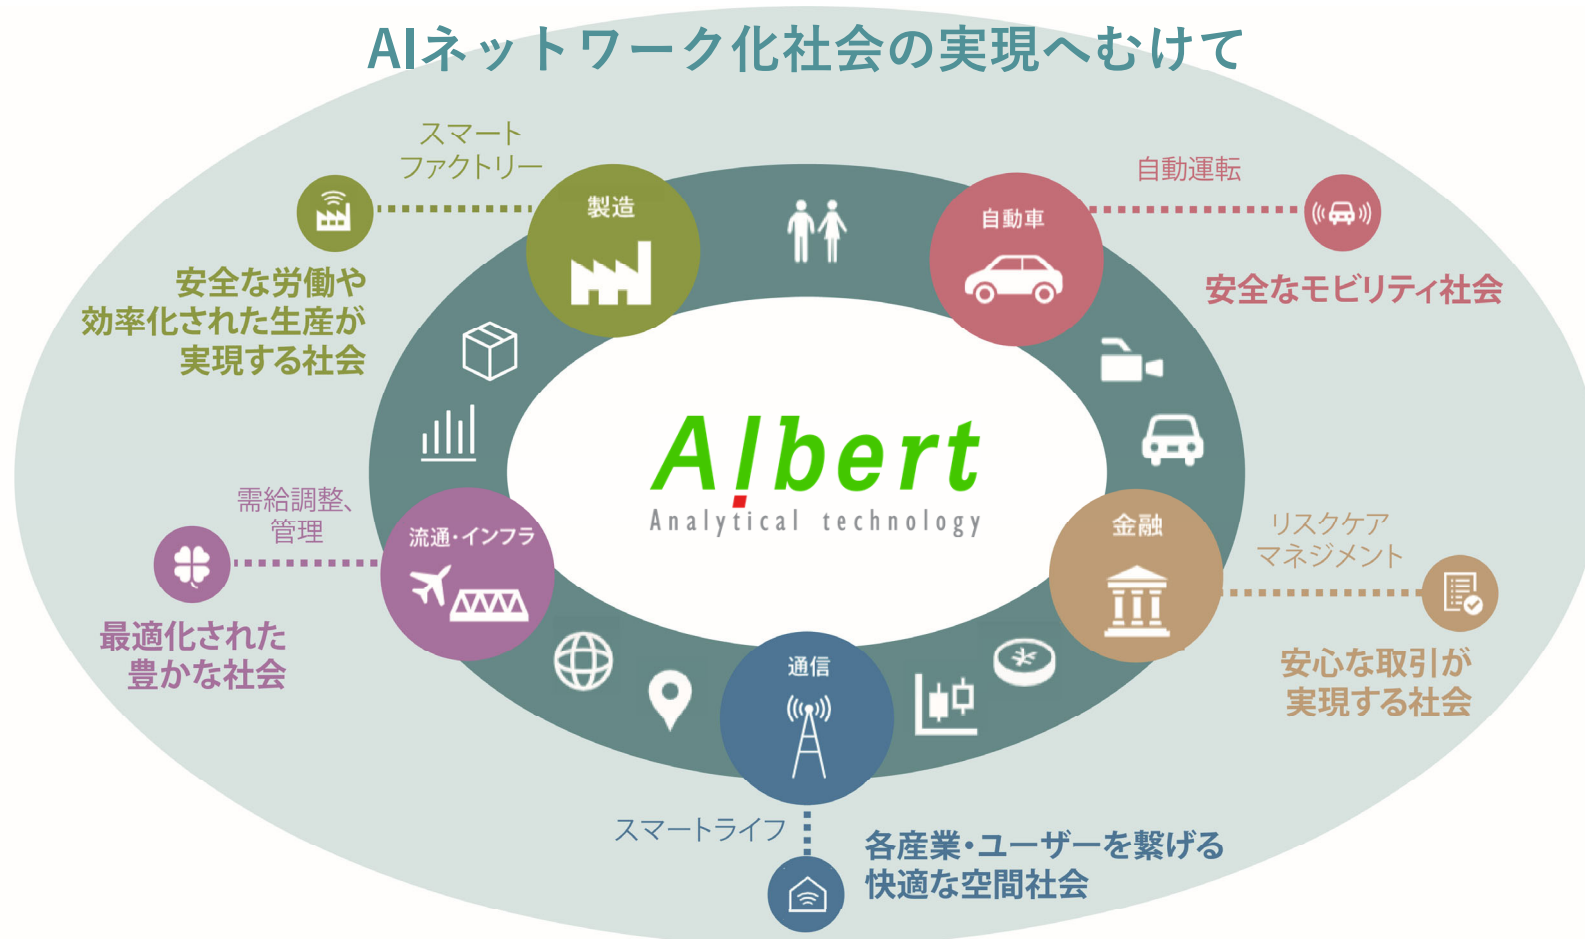 AIネットワーク化社会の実現へむけて
スマート
ファクトリー
製造
安全な労働や
効率化された生産が
実現する社会
自動車
自動運転
安全なモビリティ社会
Albert
Analytical technology
需給調整、
管理
流通・インフラ
最適化された
豊かな社会
金融
リスクケア
マネジメント
安心な取引が
実現する社会
通信
スマートライフ
各産業・ユーザーを繋げる
快適な空間社会